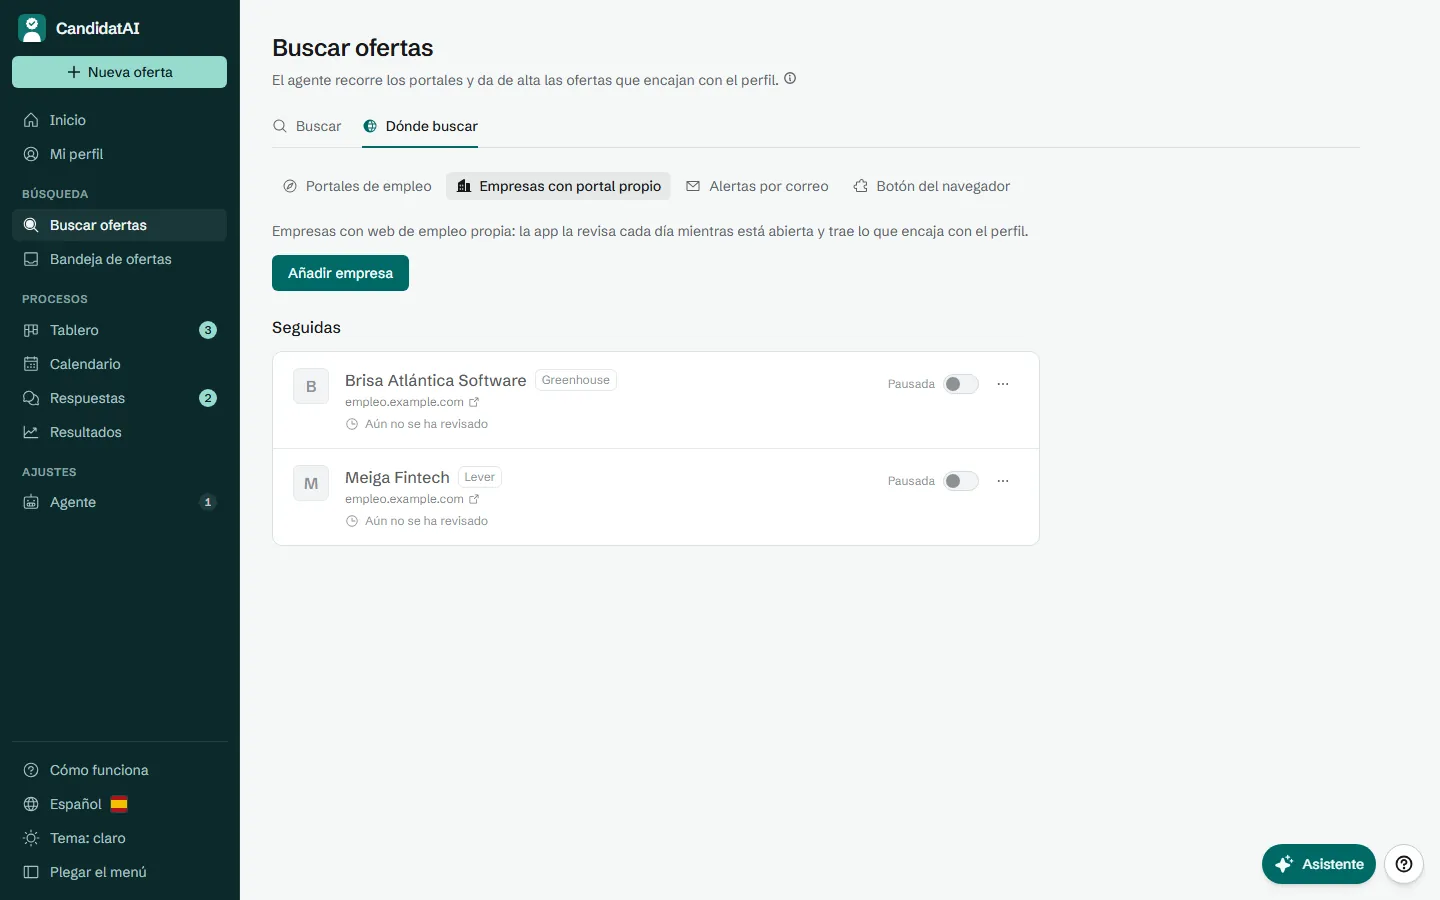 CandidatAI
Nueva oferta
Inicio
Mi perfil
BÚSQUEDA
Buscar ofertas
Bandeja de ofertas
PROCESOS
Tablero 3
Calendario
Respuestas 2
Resultados
AJUSTES
Agente 1
Cómo funciona
Español
Tema: claro
Plegar el menú
Buscar ofertas
El agente recorre los portales y da de alta las ofertas que encajan con el perfil.
Buscar Dónde buscar
Portales de empleo Empresas con portal propio Alertas por correo Botón del navegador
Empresas con web de empleo propia: la app la revisa cada día mientras está abierta y trae lo que encaja con el perfil.
Añadir empresa
Seguidas
B Brisa Atlántica Software Greenhouse Pausada ...
empleo.example.com
Aún no se ha revisado
M Meiga Fintech Lever Pausada ...
empleo.example.com
Aún no se ha revisado
Asistente